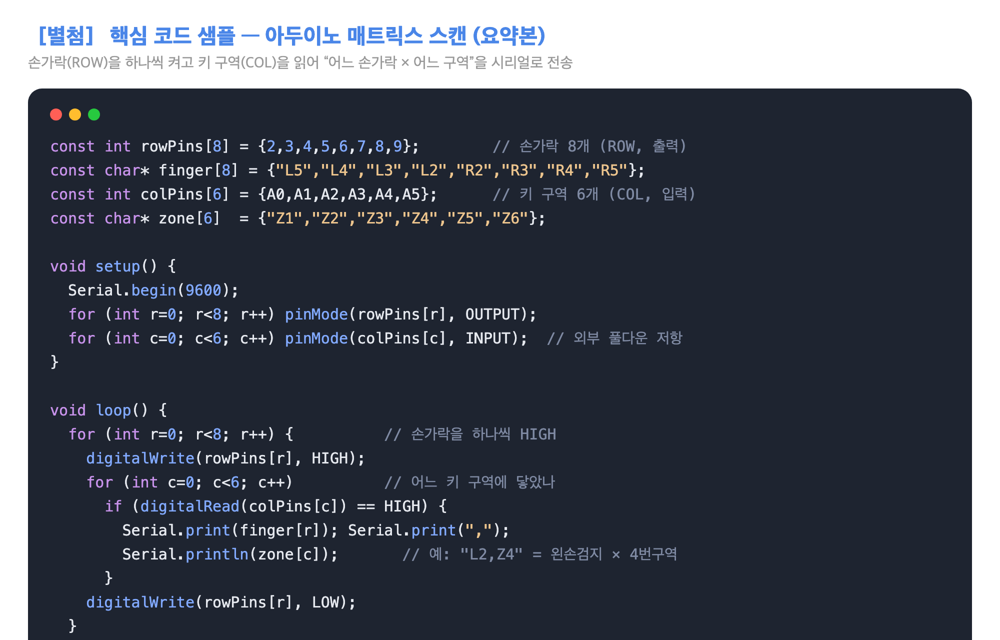 [별첨] 핵심 코드 샘플 — 아두이노 매트릭스 스캔 (요약본)
손가락(ROW)을 하나씩 켜고 키 구역(COL)을 읽어 “어느 손가락 × 어느 구역”을 시리얼로 전송
const int rowPins[8] = {2,3,4,5,6,7,8,9};        // 손가락 8개 (ROW, 출력)
const char* finger[8] = {"L5","L4","L3","L2","R2","R3","R4","R5"};
const int colPins[6] = {A0,A1,A2,A3,A4,A5};      // 키 구역 6개 (COL, 입력)
const char* zone[6]  = {"Z1","Z2","Z3","Z4","Z5","Z6"};
void setup() {
  Serial.begin(9600);
  for (int r=0; r<8; r++) pinMode(rowPins[r], OUTPUT);
  for (int c=0; c<6; c++) pinMode(colPins[c], INPUT);  // 외부 풀다운 저항
}
void loop() {
  for (int r=0; r<8; r++) {          // 손가락을 하나씩 HIGH
    digitalWrite(rowPins[r], HIGH);
    for (int c=0; c<6; c++)          // 어느 키 구역에 닿았나
      if (digitalRead(colPins[c]) == HIGH) {
        Serial.print(finger[r]); Serial.print(",");
        Serial.println(zone[c]);       // 예: "L2,Z4" = 왼손검지 × 4번구역
      }
    digitalWrite(rowPins[r], LOW);
  }